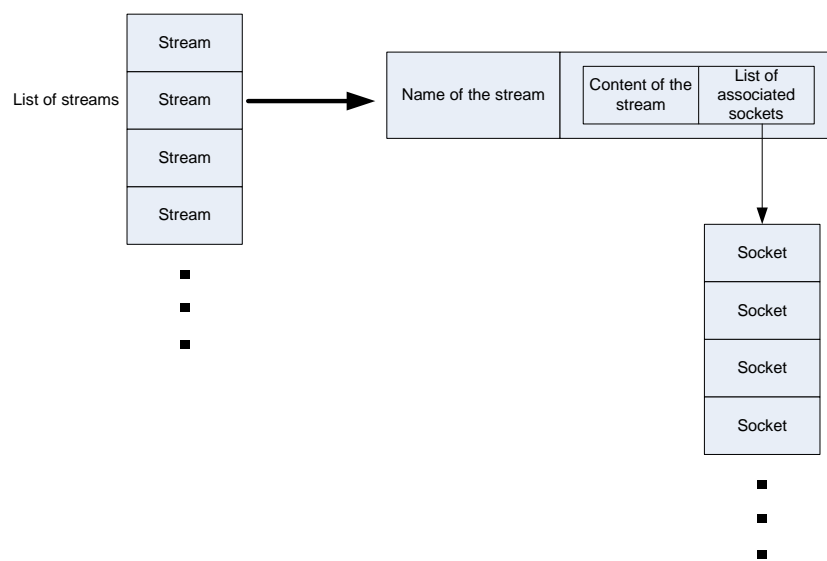 List of streams
Stream
Stream
Stream
Stream
Name of the stream
Content of the
stream
List of
associated
sockets
Socket
Socket
Socket
Socket